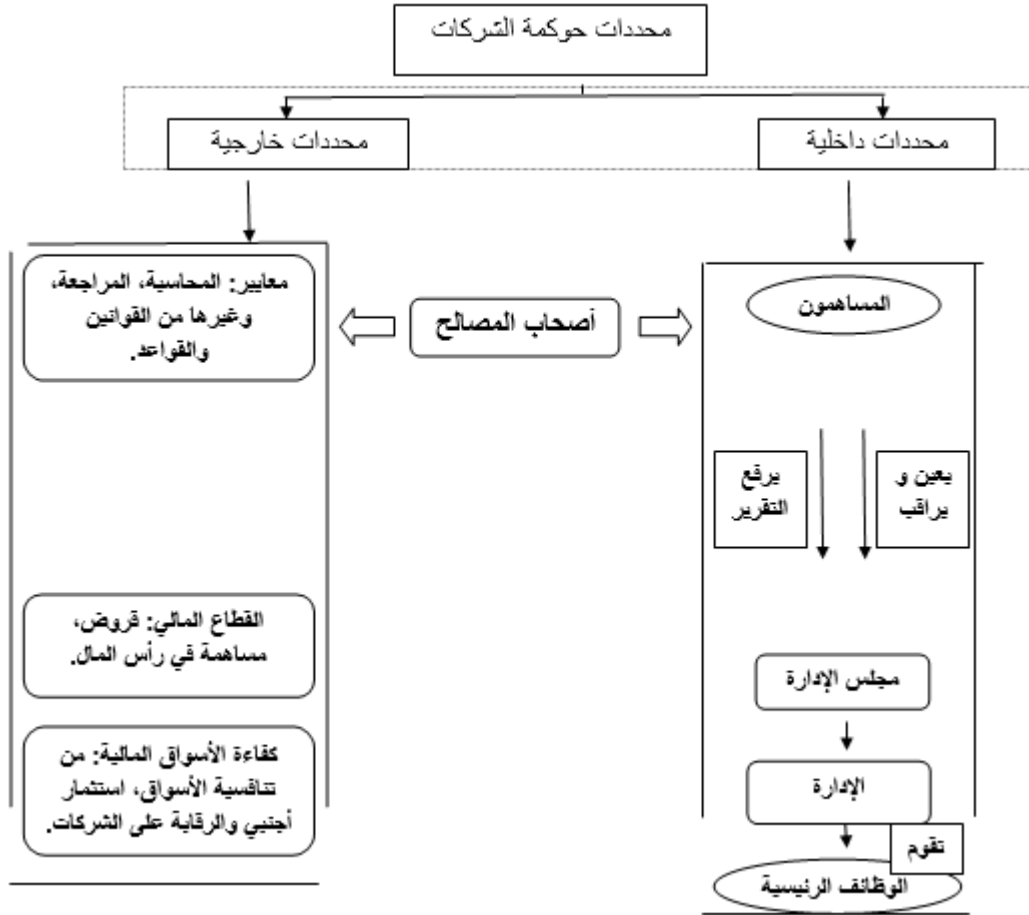 محددات حوكمة الشركات
محددات داخلية
محددات خارجية
المساهمون
أصحاب المصالح
معايير: المحاسبة، المراجعة،
وغيرها من القوانين
والقواعد.
يعين و
يراقب
يرفع
التقرير
القطاع المالي: قروض،
مساهمة في رأس المال.
مجلس الإدارة
كفاءة الأسواق المالية: من
تنافسية الأسواق، استثمار
أجنبي والرقابة على الشركات.
الإدارة
تقوم
الوظائف الرئيسية